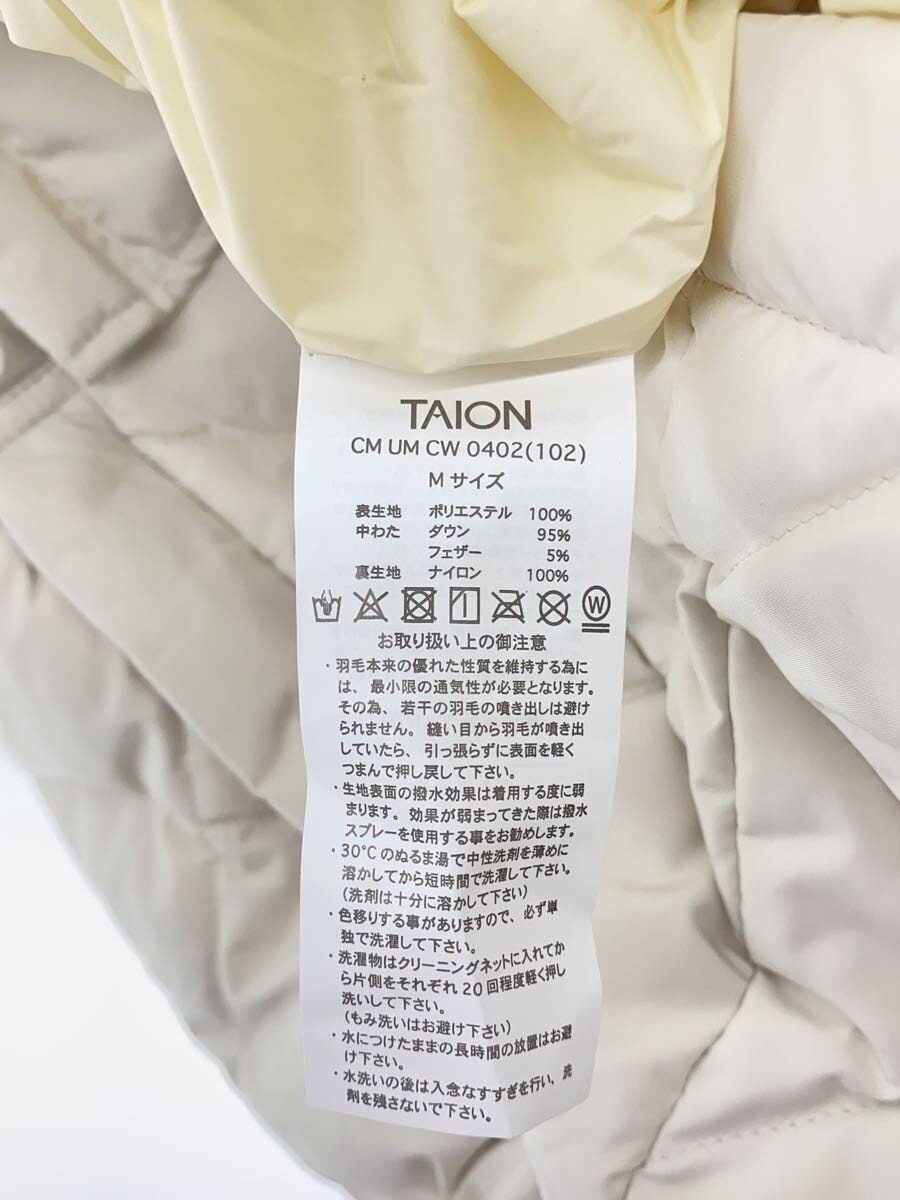 TAION
CM UM CW 0402(102)
Mサイズ
表生地 ポリエステル 100%
中わた ダウン 95%
フェザー 5%
裏生地 ナイロン 100%
W
お取り扱い上の御注意
・羽毛本来の優れた性質を維持する為に
は、最小限の通気性が必要となります。
その為、若干の羽毛の噴き出しは避け
られません。縫い目から羽毛が噴き出
していたら、引っ張らずに表面を軽く
つまんで押し戻して下さい。
・生地表面の撥水効果は着用する度に弱
まります。効果が弱まってきた際は撥水
スプレーを使用する事をお勧めします。
・30℃のぬるま湯で中性洗剤を薄めに
溶かしてから短時間で洗濯して下さい。
(洗剤は十分に溶かして下さい)
・色移りする事がありますので、必ず単
独で洗濯して下さい。
・洗濯物はクリーニングネットに入れてか
ら片側をそれぞれ20回程度軽く押し
洗いして下さい。
(もみ洗いはお避け下さい)
・水につけたままの長時間の放置はお避
け下さい。
・水洗いの後は入念なすすぎを行い、洗
剤を残さないで下さい。